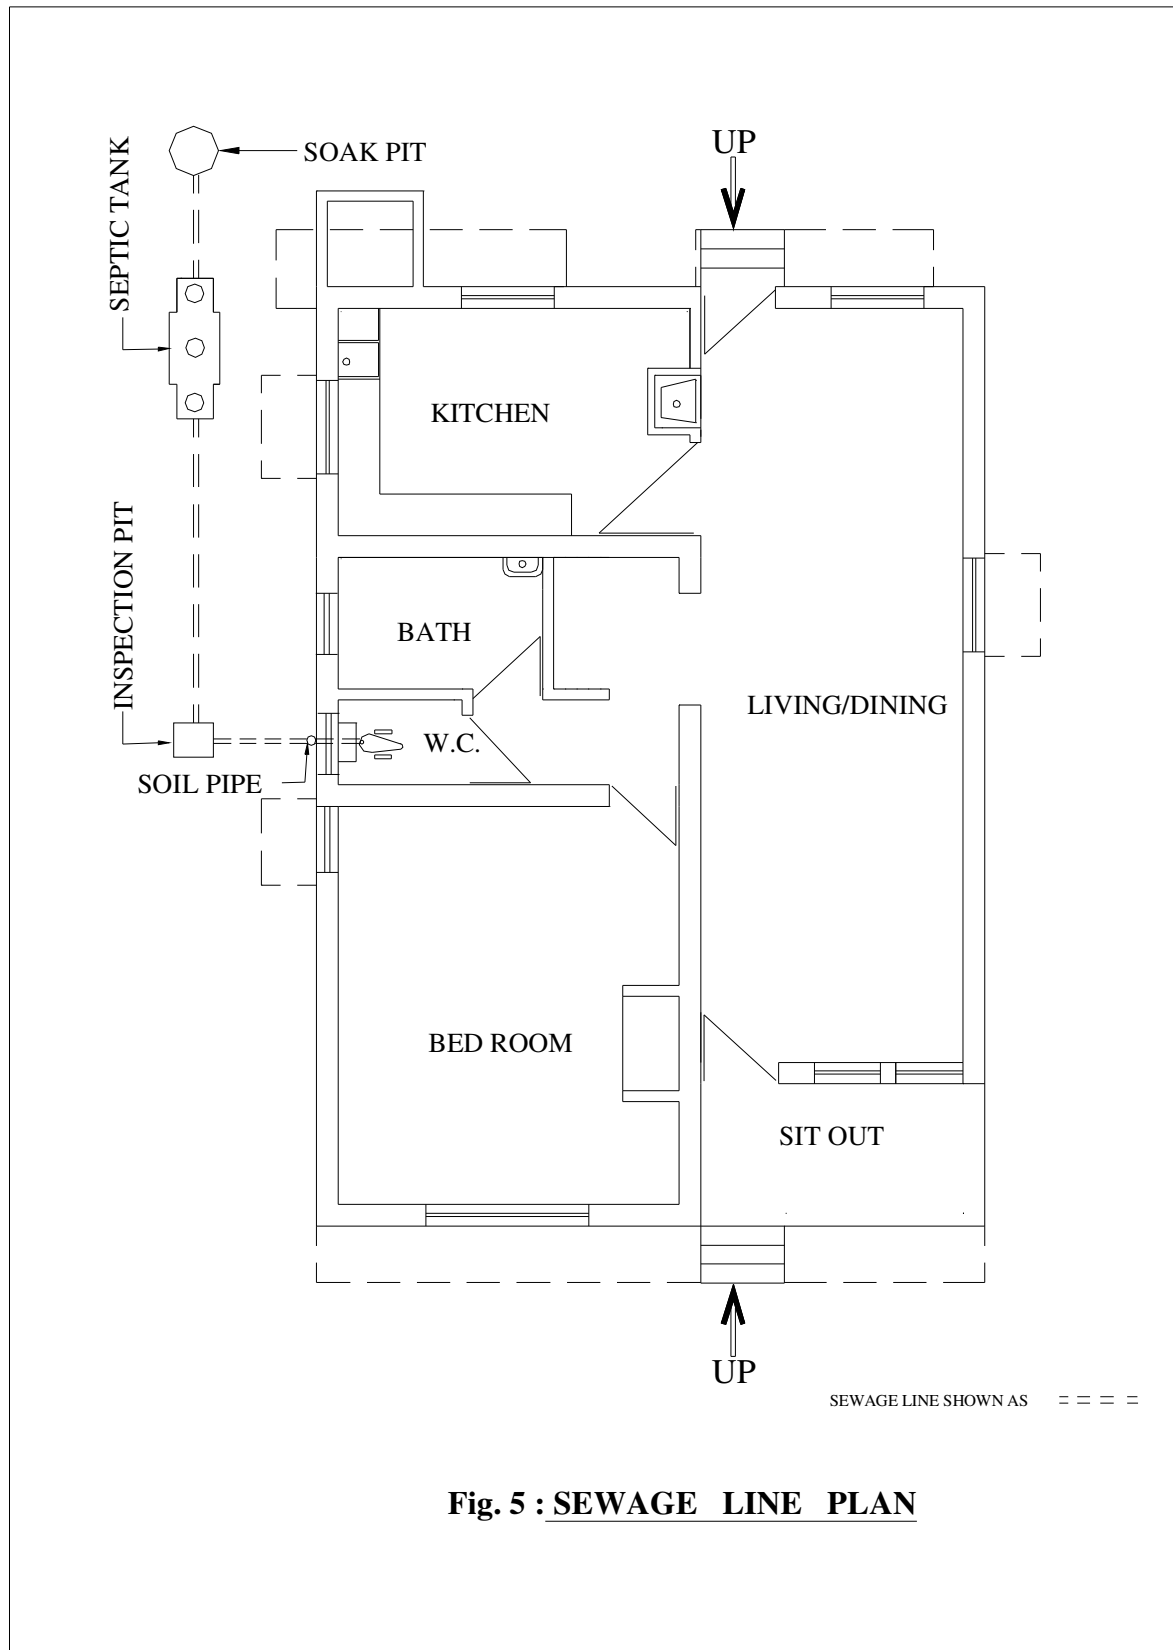 UP
SOAK PIT
SEPTIC TANK
KITCHEN
INSPECTION PIT
BATH
LIVING/DINING
W.C.
SOIL PIPE
BED ROOM
SIT OUT
UP
SEWAGE LINE SHOWN AS
Fig. 5 : SEWAGE LINE PLAN